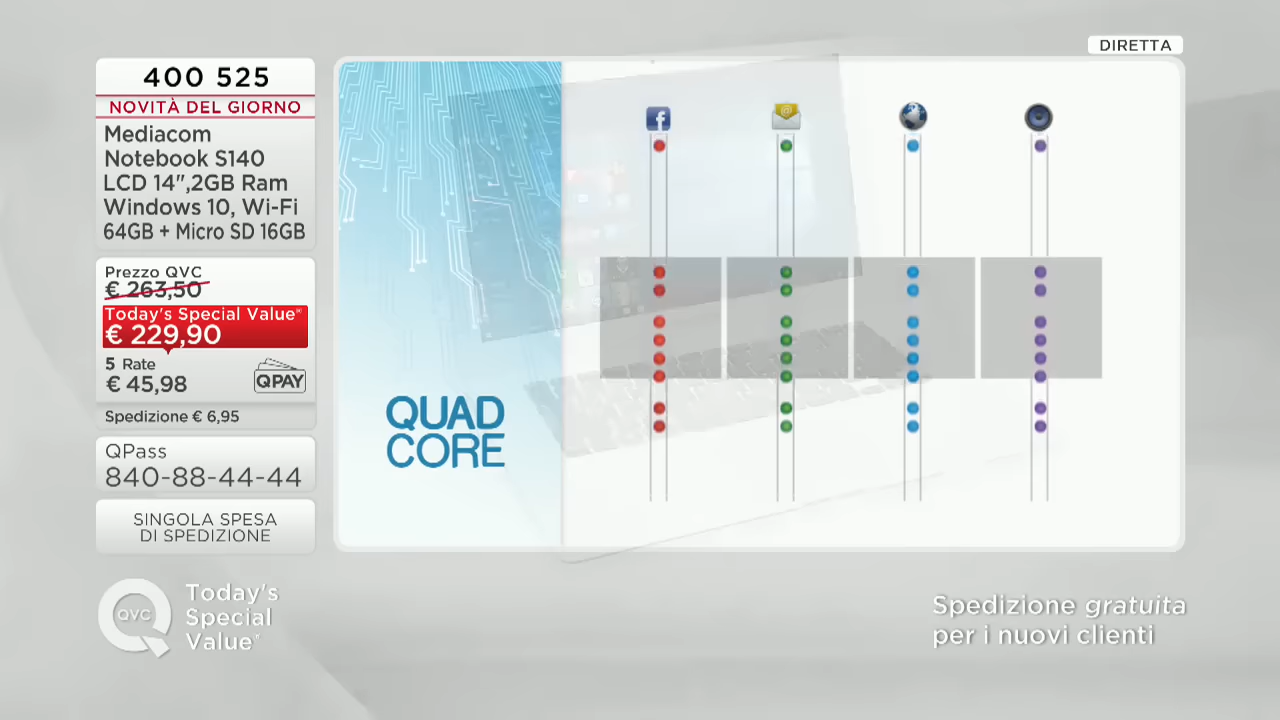 DIRETTA
400 525
NOVITÀ DEL GIORNO
Mediacom
Notebook S140
LCD 14",2GB Ram
Windows 10, Wi-Fi
64GB + Micro SD 16GB
Prezzo QVC
€ 263,50
Today's Special Value®
€ 229,90
5 Rate
€ 45,98
QPAY
Spedizione € 6,95
QPass
840-88-44-44
SINGOLA SPESA
DI SPEDIZIONE
QUAD
CORE
QVC
Today's
Special
Value®
Spedizione gratuita
per i nuovi clienti